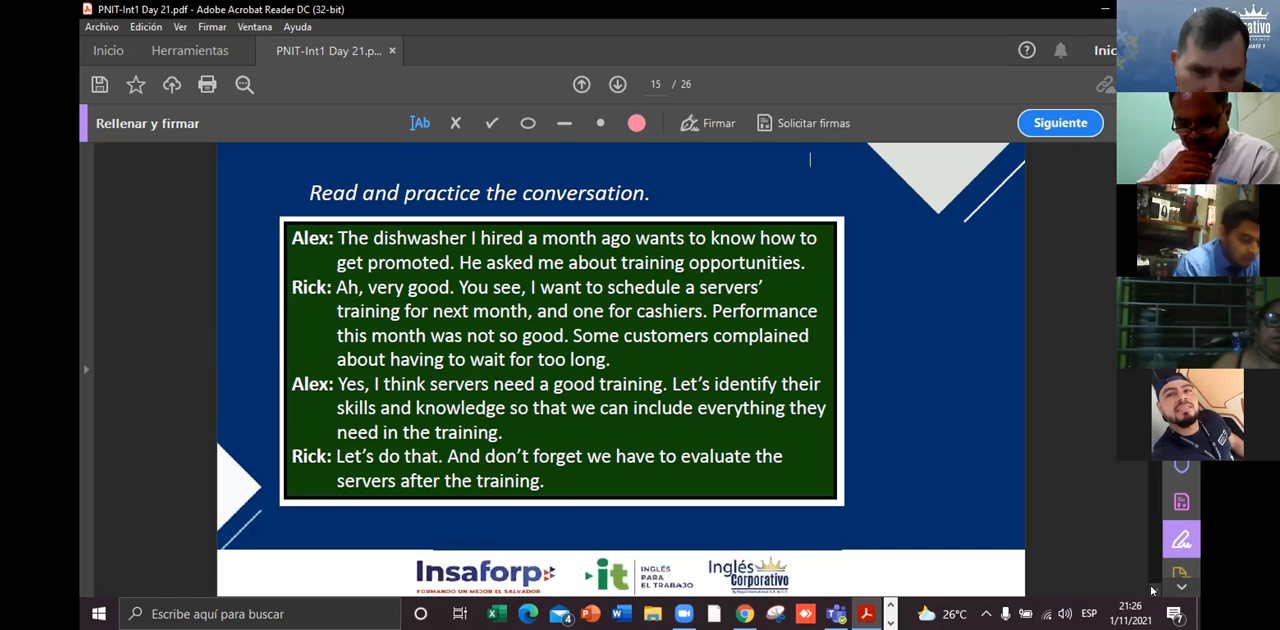 PNIT-Int1 Day 21.pdf - Adobe Acrobat Reader DC (32-bit)
Archivo Edición Ver Firmar Ventana Ayuda
Inicio Herramientas PNIT-Int1 Day 21.p... × Inic
15 / 26
Rellenar y firmar Ab Firmar Solicitar firmas Siguiente
Read and practice the conversation.
Alex: The dishwasher I hired a month ago wants to know how to
get promoted. He asked me about training opportunities.
Rick: Ah, very good. You see, I want to schedule a servers'
training for next month, and one for cashiers. Performance
this month was not so good. Some customers complained
about having to wait for too long.
Alex: Yes, I think servers need a good training. Let's identify their
skills and knowledge so that we can include everything they
need in the training.
Rick: Let's do that. And don't forget we have to evaluate the
servers after the training.
Insaforp
FORMANDO UN MEJOR EL SALVADOR
it INGLÉS
PARA
EL TRABAJO
Inglés
Corporativo
Escribe aquí para buscar
4
26°C
ESP
21:26
1/11/2021
7